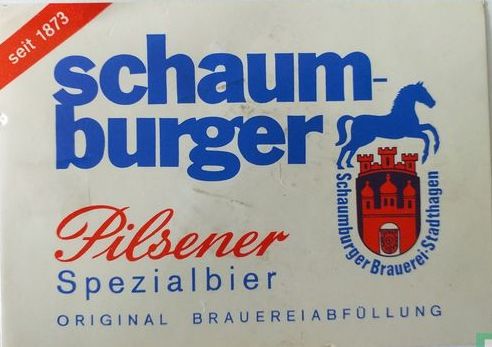 seit 1873
schaum-
burger
Pilsener
Spezialbier
ORIGINAL BRAUEREIABFÜLLUNG
Schaumburger Brauerei·Stadthagen